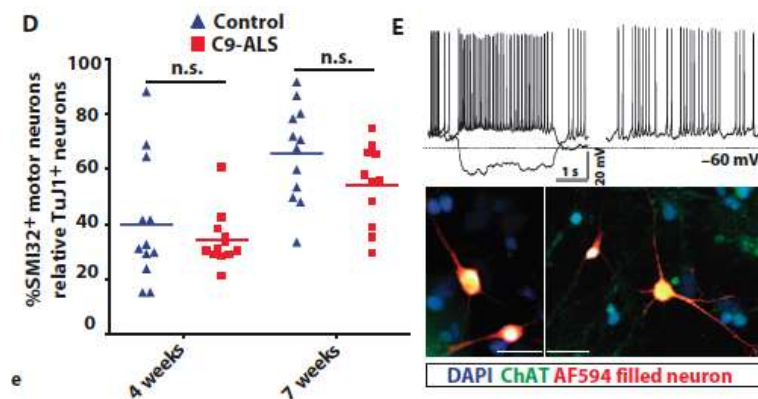 D
Control
C9-ALS
n.s.
n.s.
%SMI32+ motor neurons
relative TuJ1+ neurons
100
80
60
40
20
0
4 weeks
7 weeks
e
E
1 s
20 mV
–60 mV
DAPI ChAT AF594 filled neuron